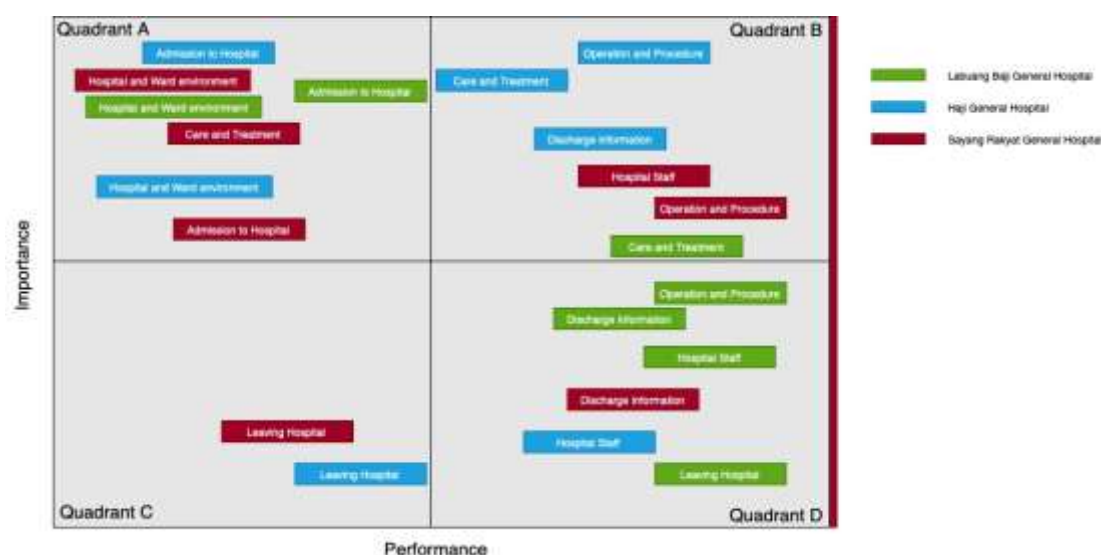 Quadrant A
Quadrant B
Admission to Hospital
Operation and Procedure
Hospital and Ward environment
Care and Treatment
Admission to Hospital
Hospital and Ward environment
Care and Treatment
Discharge Information
Hospital Staff
Hospital and Ward environment
Operation and Procedure
Admission to Hospital
Care and Treatment
Operation and Procedure
Discharge Information
Hospital Staff
Discharge Information
Leaving Hospital
Hospital Staff
Leaving Hospital
Leaving Hospital
Quadrant C
Quadrant D
Importance
Performance
Labuang Baji General Hospital
Haji General Hospital
Sayang Rakyat General Hospital